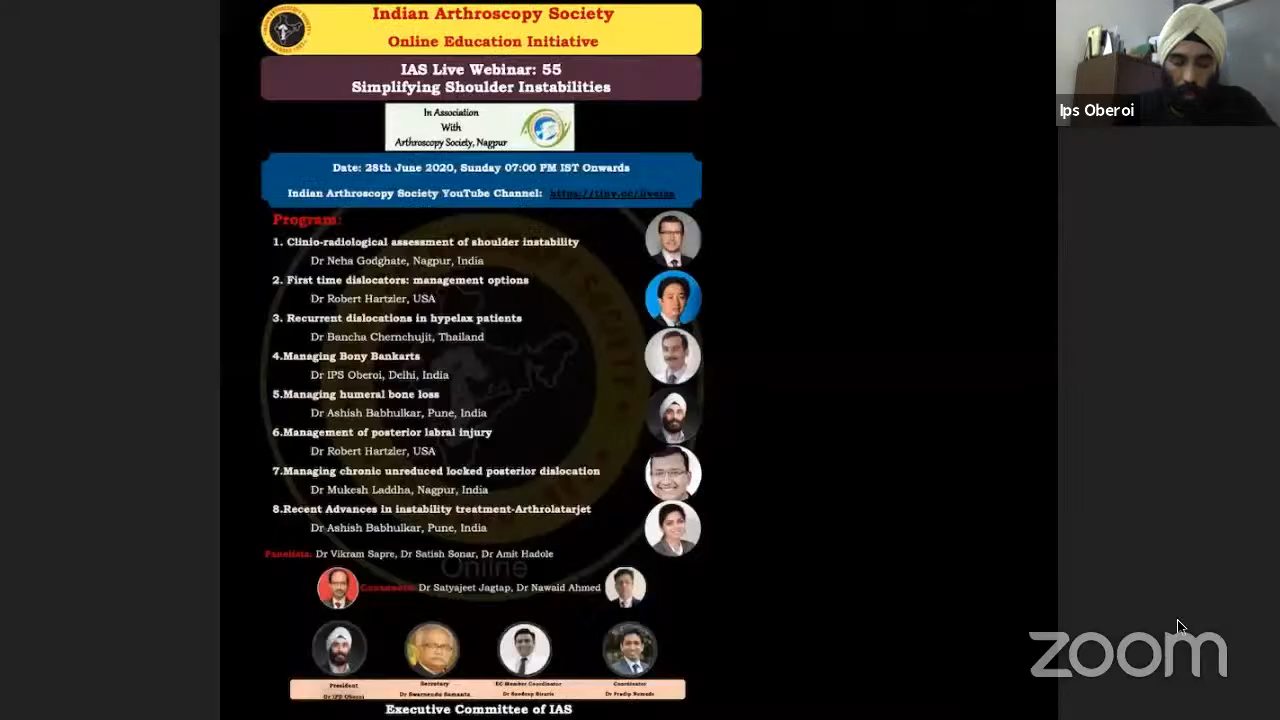 Indian Arthroscopy Society
Online Education Initiative
IAS Live Webinar: 55
Simplifying Shoulder Instabilities
In Association
With
Arthroscopy Society, Nagpur
Date: 28th June 2020, Sunday 07:00 PM IST Onwards
Indian Arthroscopy Society YouTube Channel:
Program:
1. Clinio-radiological assessment of shoulder instability
Dr Neha Godghate, Nagpur, India
2. First time dislocators: management options
Dr Robert Hartzler, USA
3. Recurrent dislocations in hypelax patients
Dr Bancha Chernchujit, Thailand
4.Managing Bony Bankarts
Dr IPS Oberoi, Delhi, India
5.Managing humeral bone loss
Dr Ashish Babhulkar, Pune, India
6.Management of posterior labral injury
Dr Robert Hartzler, USA
7.Managing chronic unreduced locked posterior dislocation
Dr Mukesh Laddha, Nagpur, India
8.Recent Advances in instability treatment-Arthrolatarjet
Dr Ashish Babhulkar, Pune, India
Panelists: Dr Vikram Sapre, Dr Satish Sonar, Dr Amit Hadole
Online
Dr Satyajeet Jagtap, Dr Nawaid Ahmed
President
Secretary
EC Member Coordinator
Coordinator
Dr IPS Oberoi
Executive Committee of IAS
Ips Oberoi
zoom